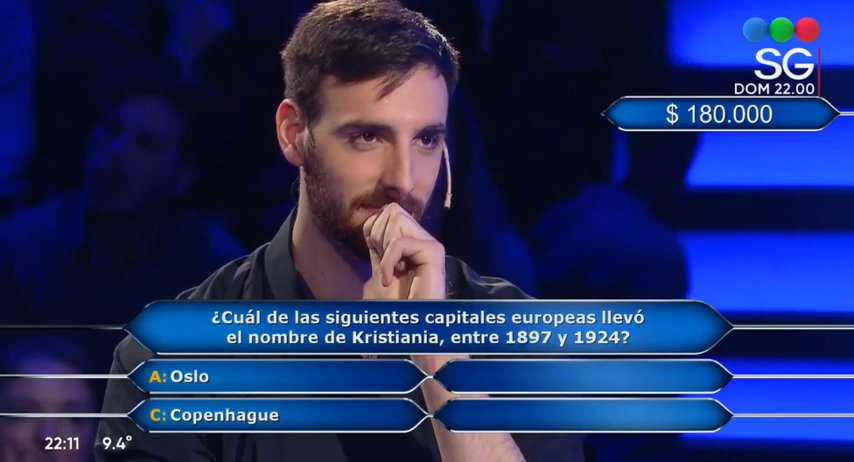 SG
DOM 22.00
$ 180.000
¿Cuál de las siguientes capitales europeas llevó
el nombre de Kristiania, entre 1897 y 1924?
A: Oslo
C: Copenhague
22:11 9.4°